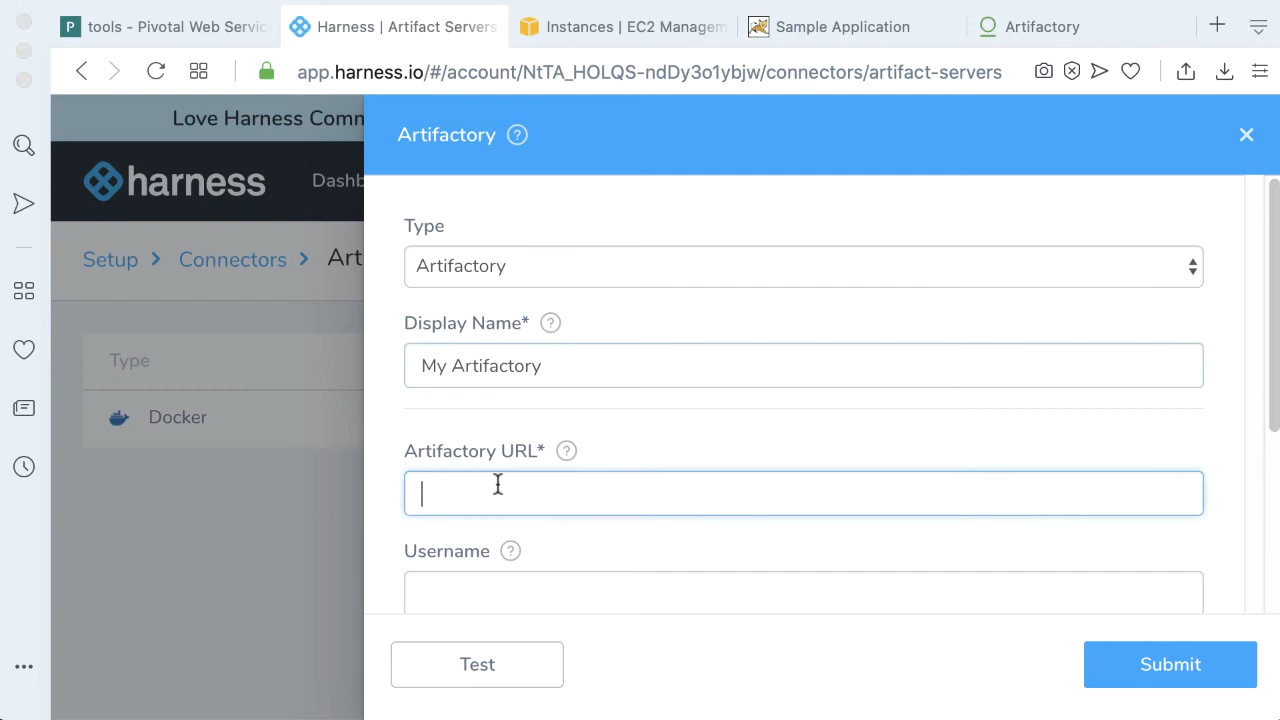 P tools - Pivotal Web Servic
Harness | Artifact Servers
Instances | EC2 Managem
Sample Application
Artifactory
app.harness.io/#/account/NtTA_HOLQS-ndDy3o1ybjw/connectors/artifact-servers
Love Harness Comm
Artifactory ?
harness
Dashb
Setup > Connectors > Art
Type
Docker
Type
Artifactory
Display Name* ?
My Artifactory
Artifactory URL* ?
Username ?
Test
Submit